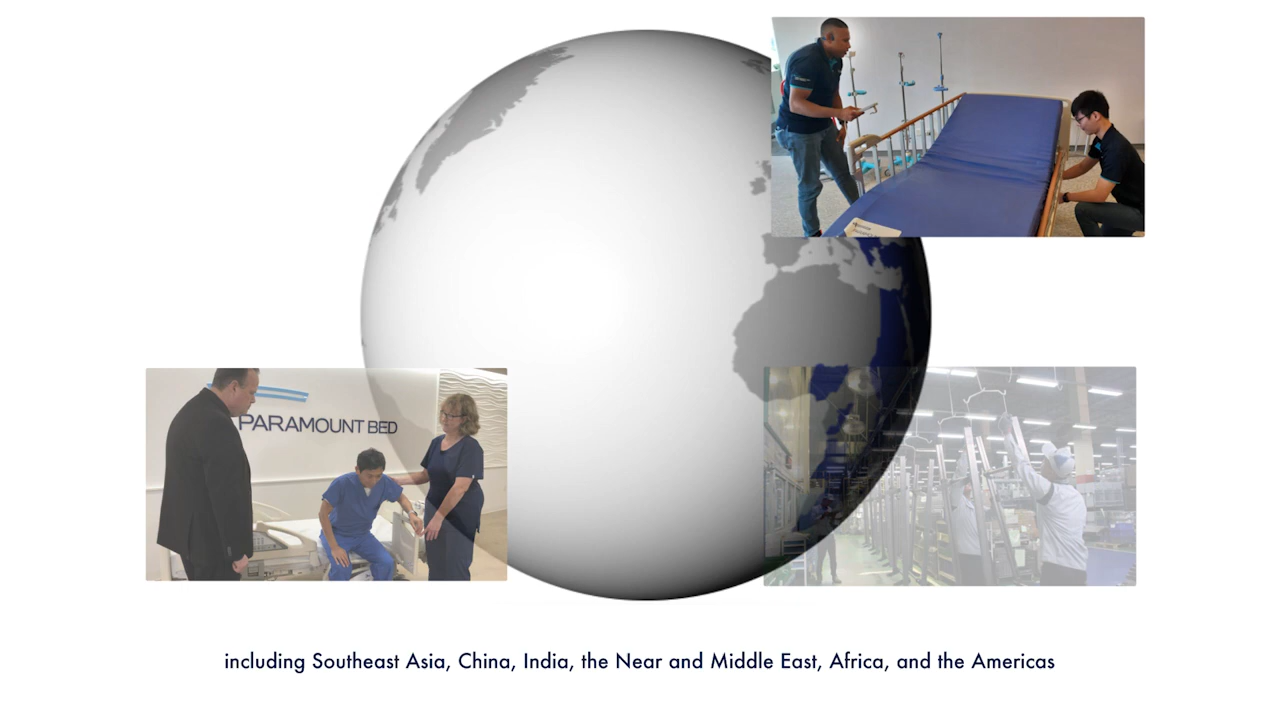 PARAMOUNT BED
including Southeast Asia, China, India, the Near and Middle East, Africa, and the Americas